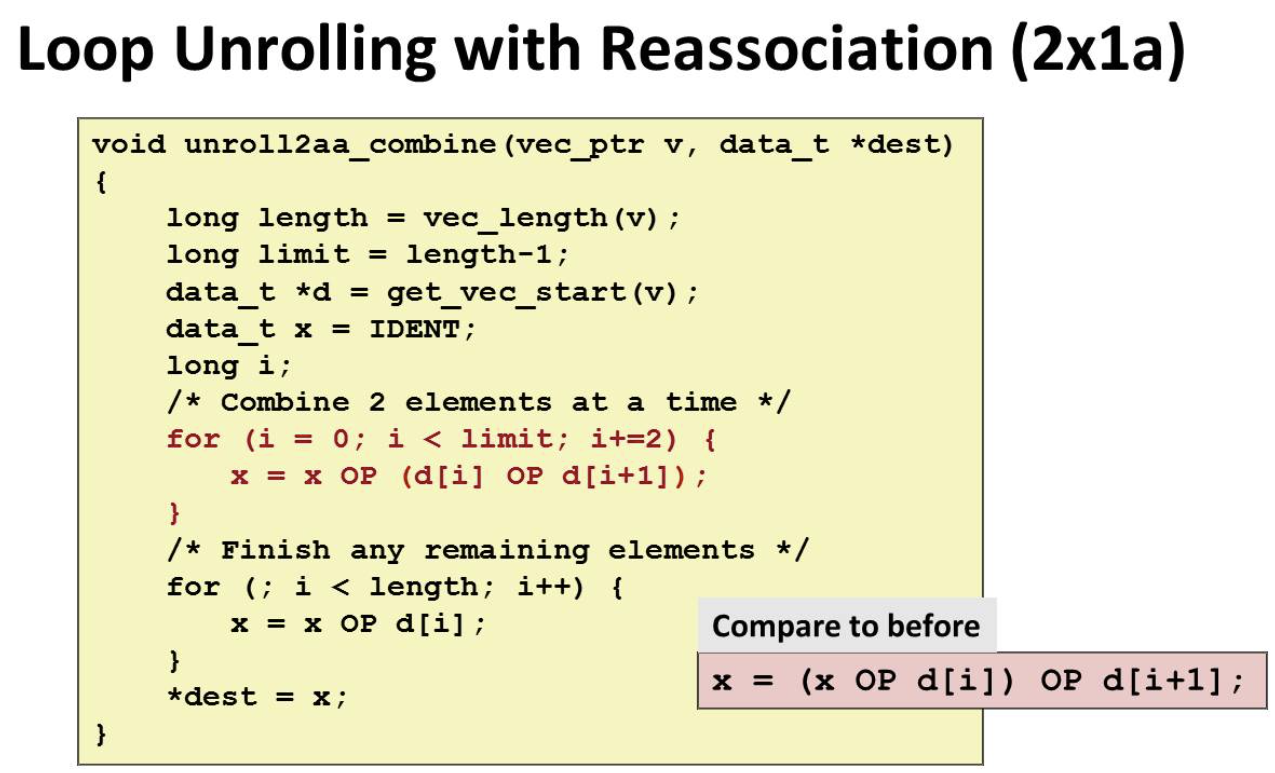 Loop Unrolling with Reassociation (2x1a)
void unroll2aa_combine(vec_ptr v, data_t *dest)
{
    long length = vec_length(v);
    long limit = length-1;
    data_t *d = get_vec_start(v);
    data_t x = IDENT;
    long i;
    /* Combine 2 elements at a time */
    for (i = 0; i < limit; i+=2) {
        x = x OP (d[i] OP d[i+1]);
    }
    /* Finish any remaining elements */
    for (; i < length; i++) {
        x = x OP d[i];
    }
    *dest = x;
}
Compare to before
x = (x OP d[i]) OP d[i+1];